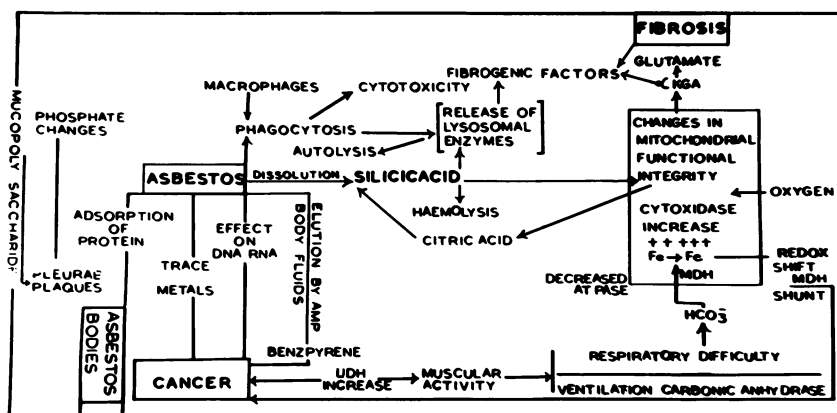 FIBROSIS
GLUTAMATE
MACROPHAGES
CYTOTOXICITY
FIBROGENIC FACTORS
KGA
MUCOPOLY SACCHARIDE
PHOSPHATE
CHANGES
PHAGOCYTOSIS
RELEASE OF
LYSOSOMAL
ENZYMES
AUTOLYSIS
CHANGES IN
MITOCHONDRIAL
FUNCTIONAL
INTEGRITY
ASBESTOS
DISSOLUTION
SILICICACID
OXYGEN
ADSORPTION
OF
PROTEIN
EFFECT
ON
DNA RNA
ELUTION BY AMP
BODY FLUIDS
HAEMOLYSIS
CITRIC ACID
CYTOXIDASE
INCREASE
++ +++
Fe → Fe
MDH
REDOX
SHIFT
MDH
SHUNT
PLEURAE
PLAQUES
TRACE
METALS
DECREASED
AT PASE
HCO3̄
ASBESTOS
BODIES
BENZPYRENE
RESPIRATORY DIFFICULTY
CANCER
UDH
INCREASE
MUSCULAR
ACTIVITY
VENTILATION CARBONIC ANHYDRASE